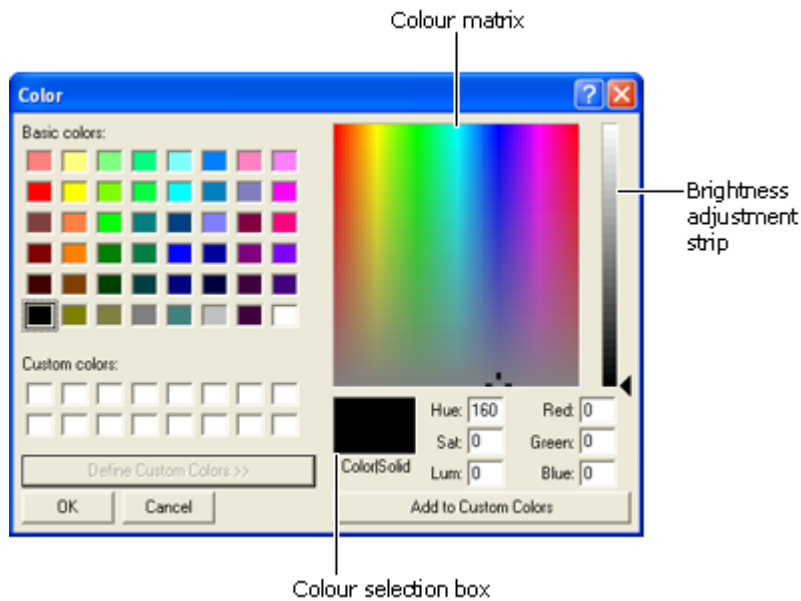 Colour matrix
Color
Basic colors:
Brightness
adjustment
strip
Custom colors:
Hue: 160 Red: 0
Sat: 0 Green: 0
Color|Solid Lum: 0 Blue: 0
Define Custom Colors >>
OK Cancel Add to Custom Colors
Colour selection box